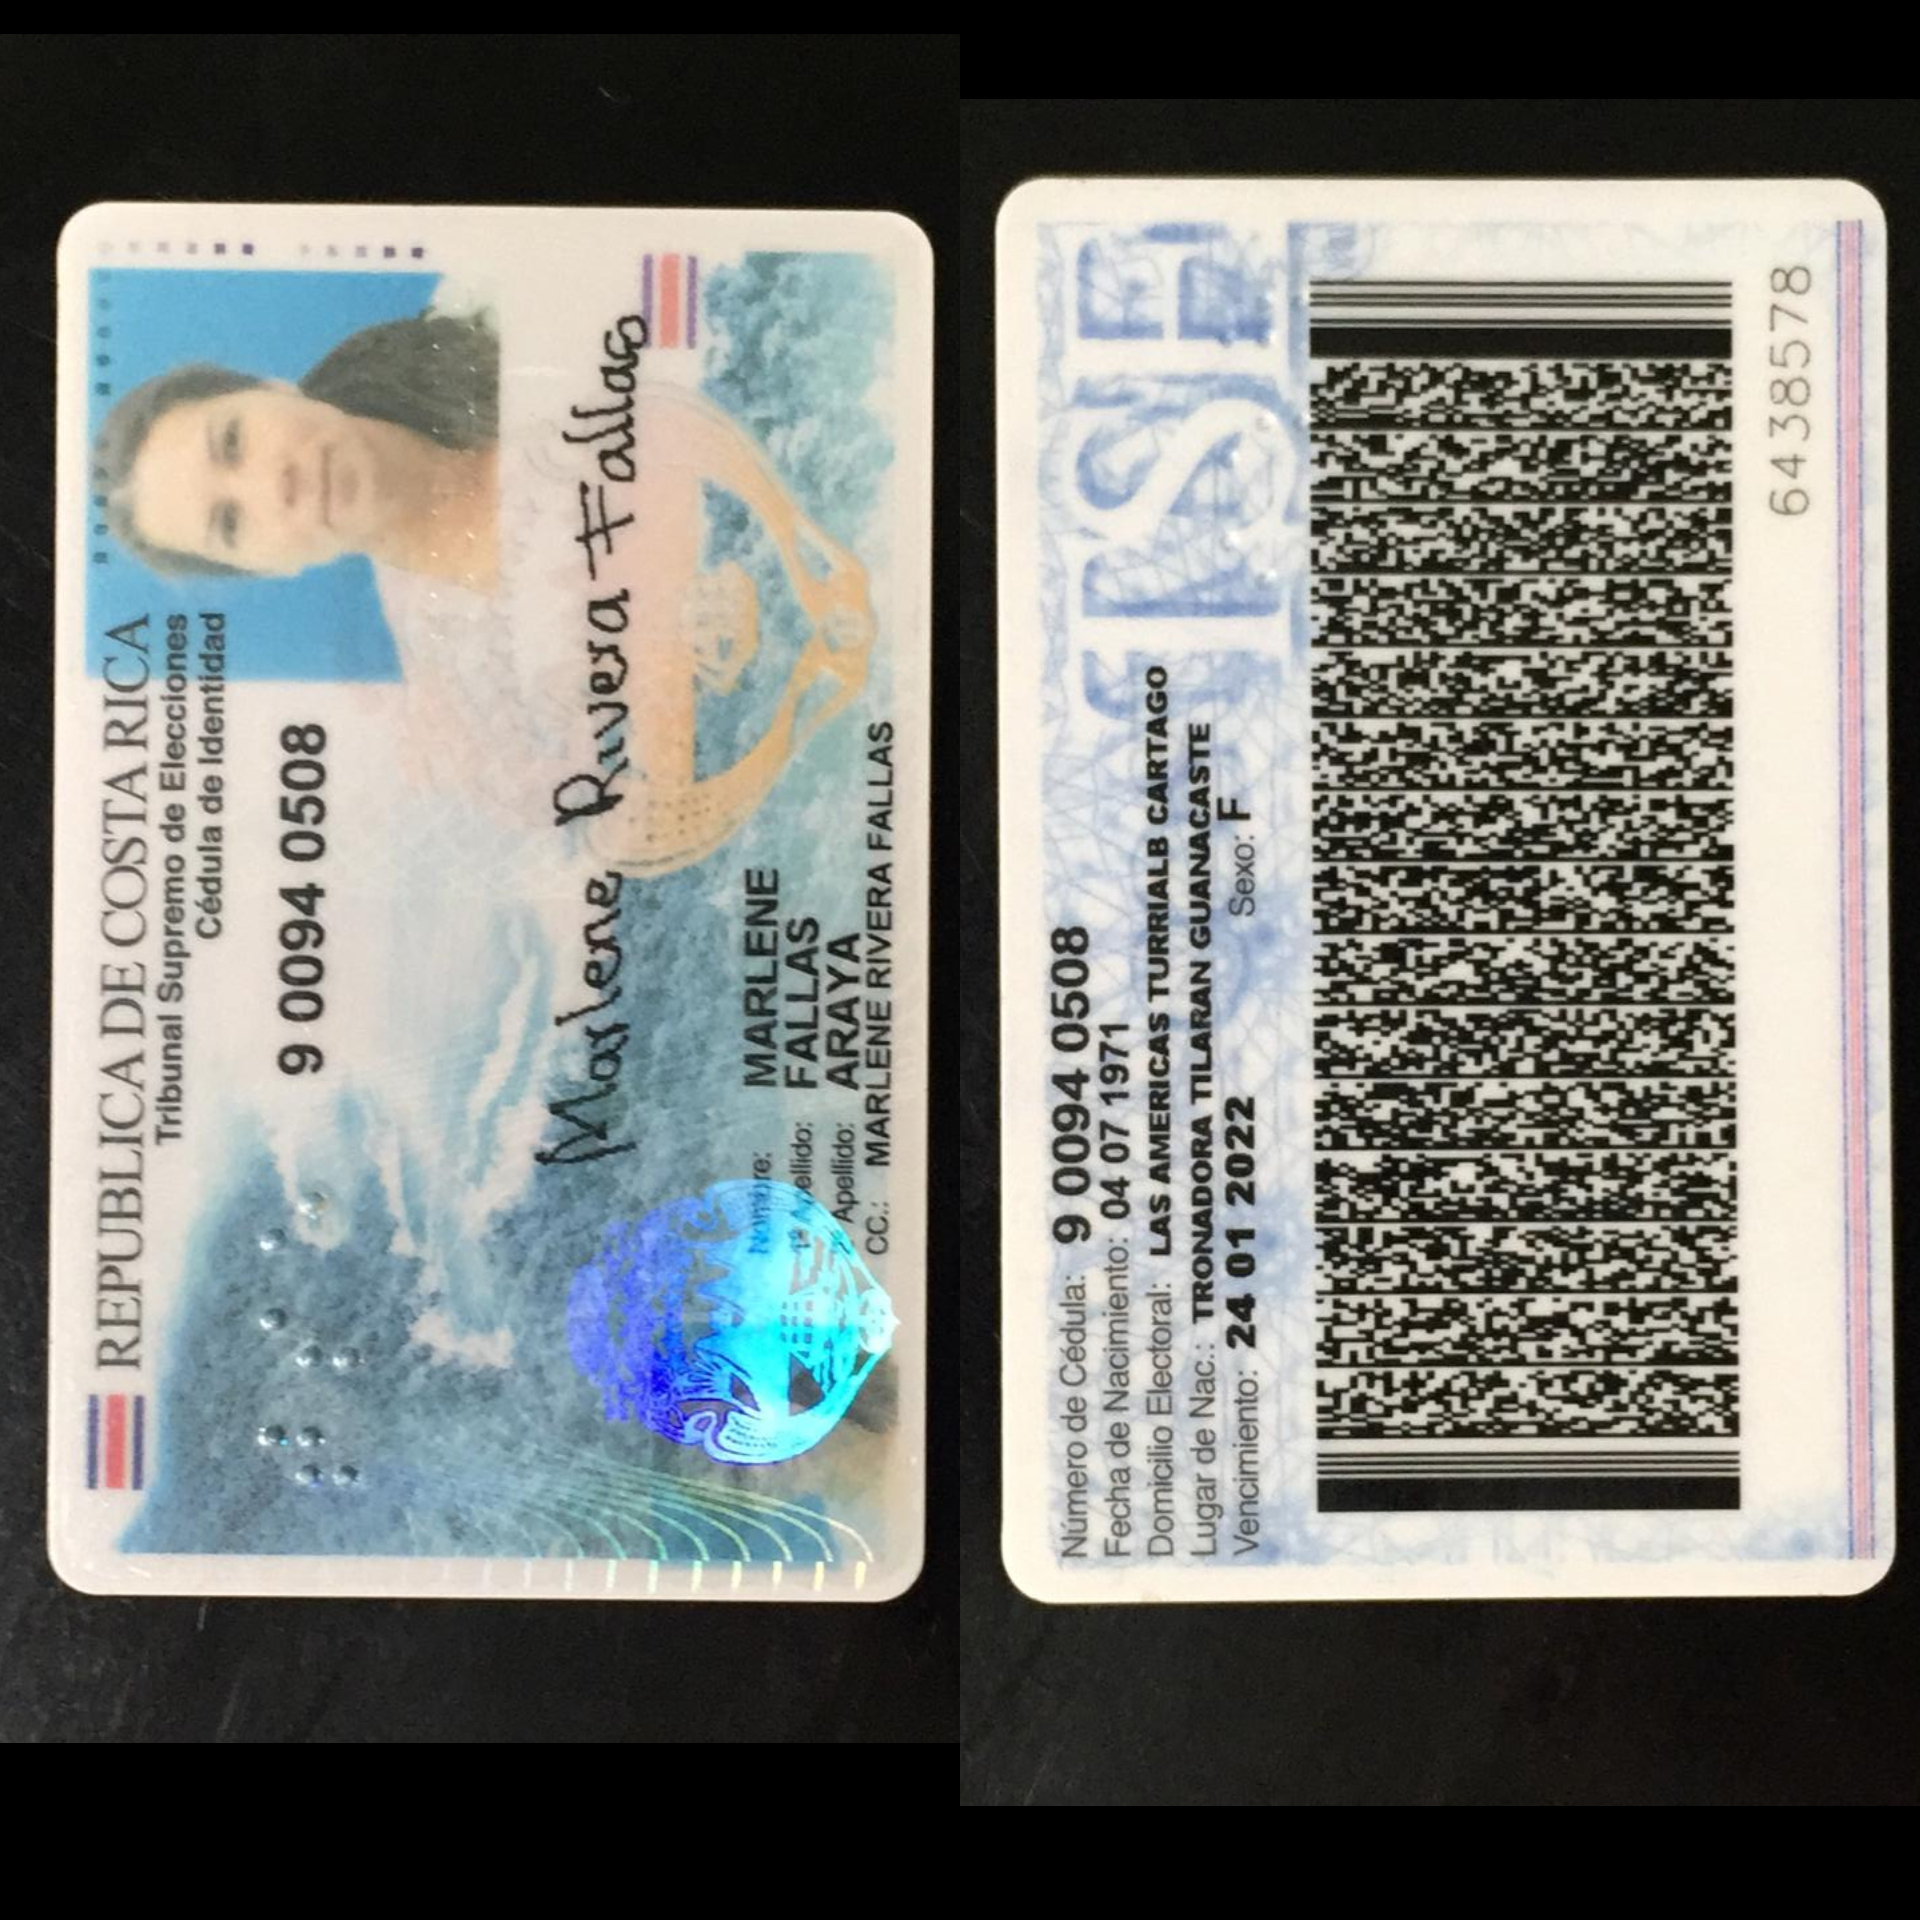 REPUBLICA DE COSTA RICA
Tribunal Supremo de Elecciones
Cédula de Identidad
9 0094 0508
Marlene Rivera Fallas
Nombre: MARLENE
1º Apellido: FALLAS
2º Apellido: ARAYA
CC.: MARLENE RIVERA FALLAS
Número de Cédula: 9 0094 0508
Fecha de Nacimiento: 04 07 1971
Domicilio Electoral: LAS AMERICAS TURRIALB CARTAGO
Lugar de Nac.: TRONADORA TILARAN GUANACASTE
Vencimiento: 24 01 2022 Sexo: F
TSE
6438578